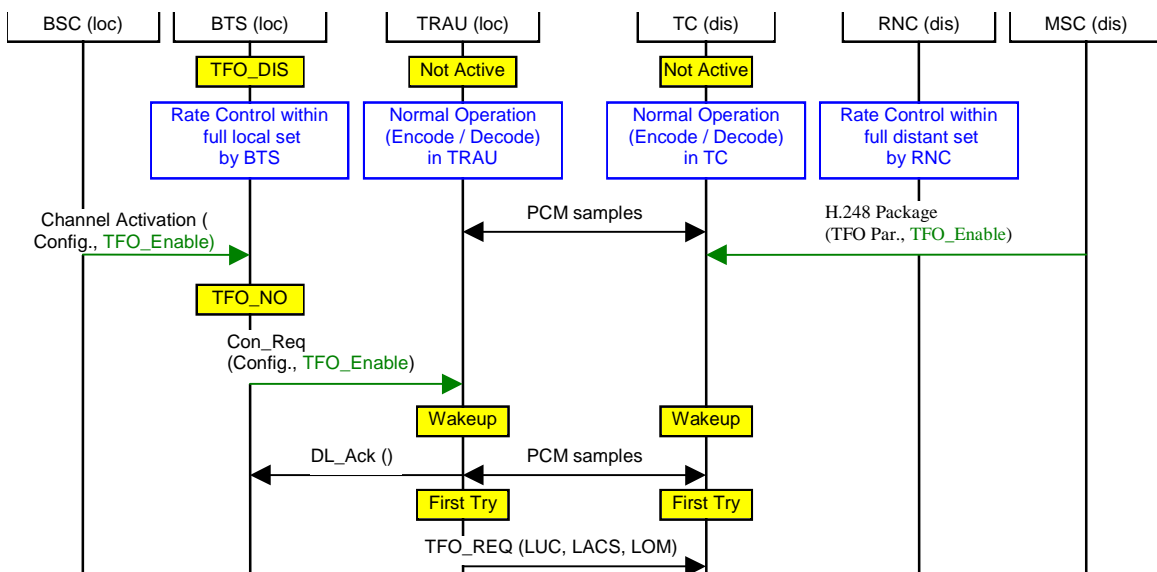 BSC (loc) BTS (loc) TRAU (loc) TC (dis) RNC (dis) MSC (dis)
TFO_DIS Not Active Not Active
Rate Control within
full local set
by BTS
Normal Operation
(Encode / Decode)
in TRAU
Normal Operation
(Encode / Decode)
in TC
Rate Control within
full distant set
by RNC
PCM samples
Channel Activation (
Config., TFO_Enable)
H.248 Package
(TFO Par., TFO_Enable)
TFO_NO
Con_Req
(Config., TFO_Enable)
Wakeup Wakeup
DL_Ack () PCM samples
First Try First Try
TFO_REQ (LUC, LACS, LOM)